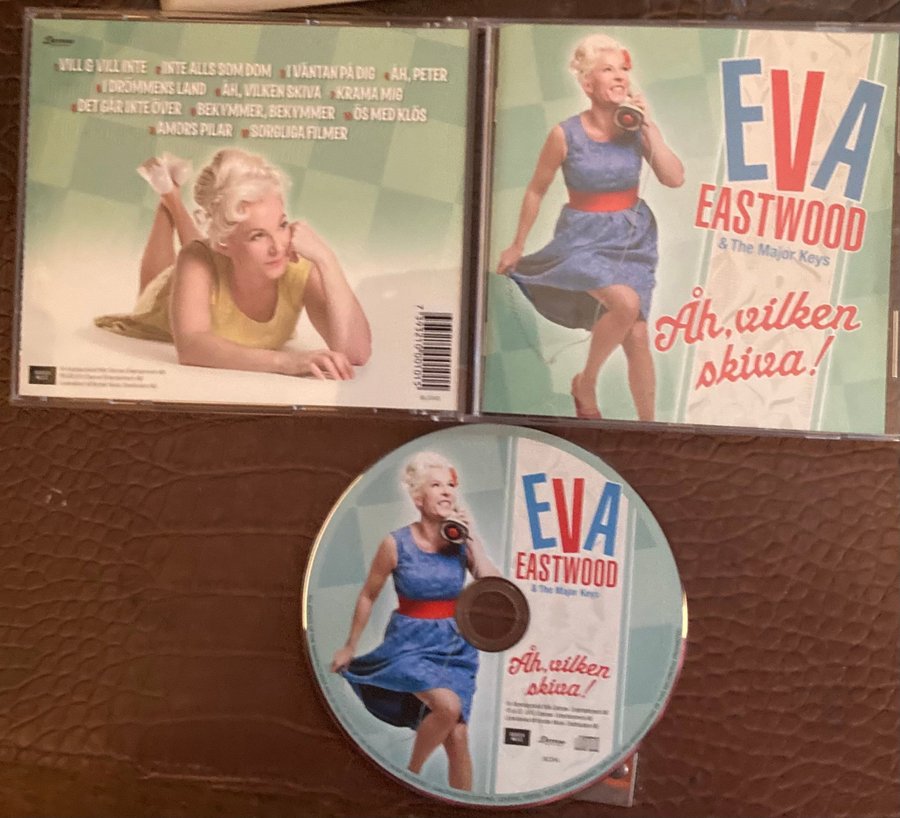 VILL & VILL INTE INTE ALLS SOM DOM I VÄNTAN PÅ DIG ÅH, PETER
I DRÖMMENS LAND ÅH, VILKEN SKIVA KRAMA MIG
DET GÅR INTE ÖVER BEKYMMER, BEKYMMER ÖS MED KLÖS
AMORS PILAR SORGLIGA FILMER
EVA
EASTWOOD
& The Major Keys
Åh, vilken
skiva!
EVA
EASTWOOD
& The Major Keys
Åh, vilken
skiva!